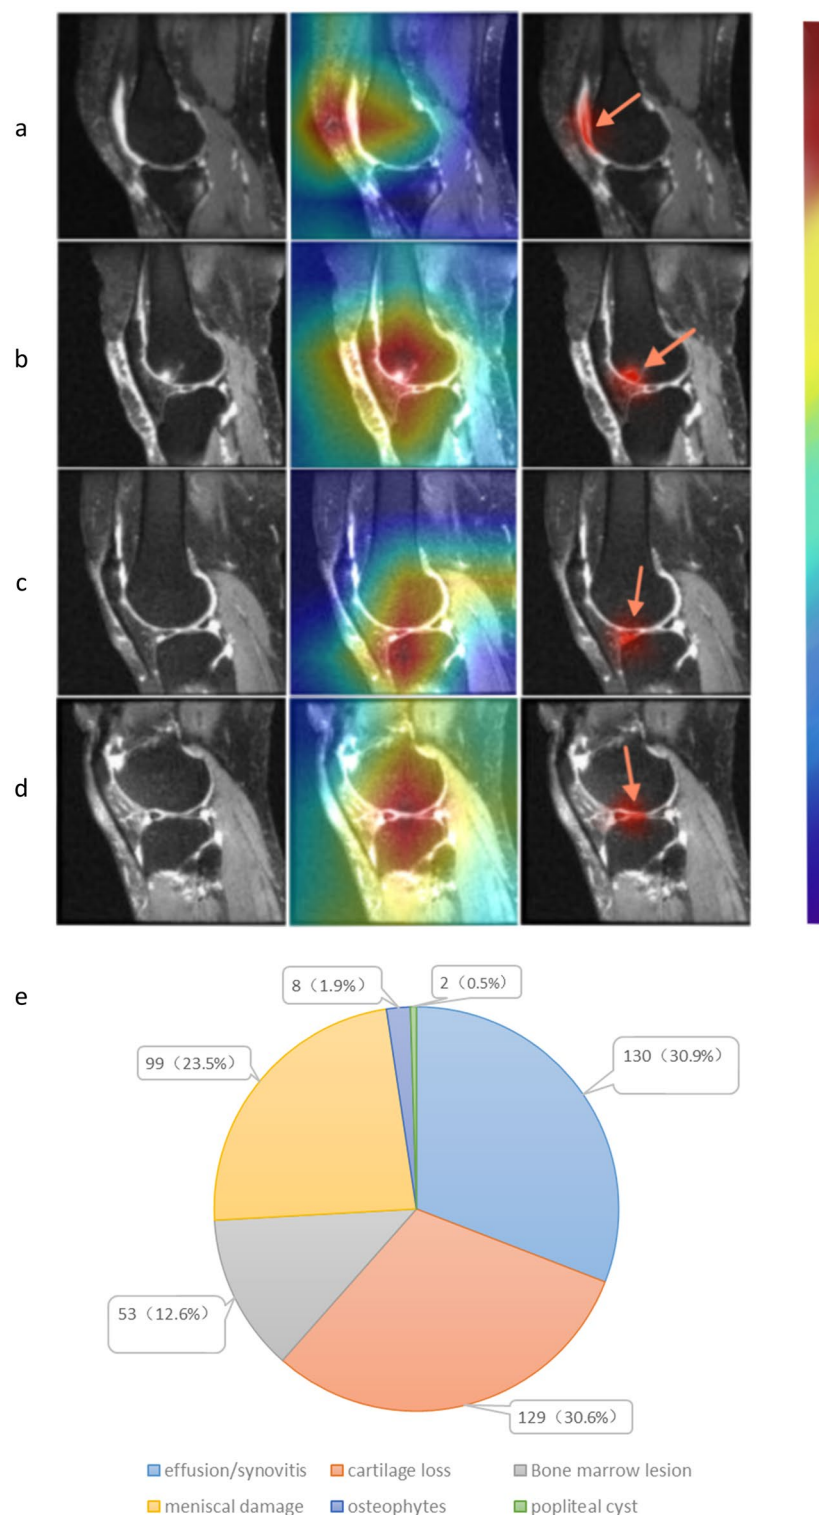 a
b
c
d
e
8（1.9%）
2（0.5%）
99（23.5%）
130（30.9%）
53（12.6%）
129（30.6%）
effusion/synovitis cartilage loss Bone marrow lesion
meniscal damage osteophytes popliteal cyst